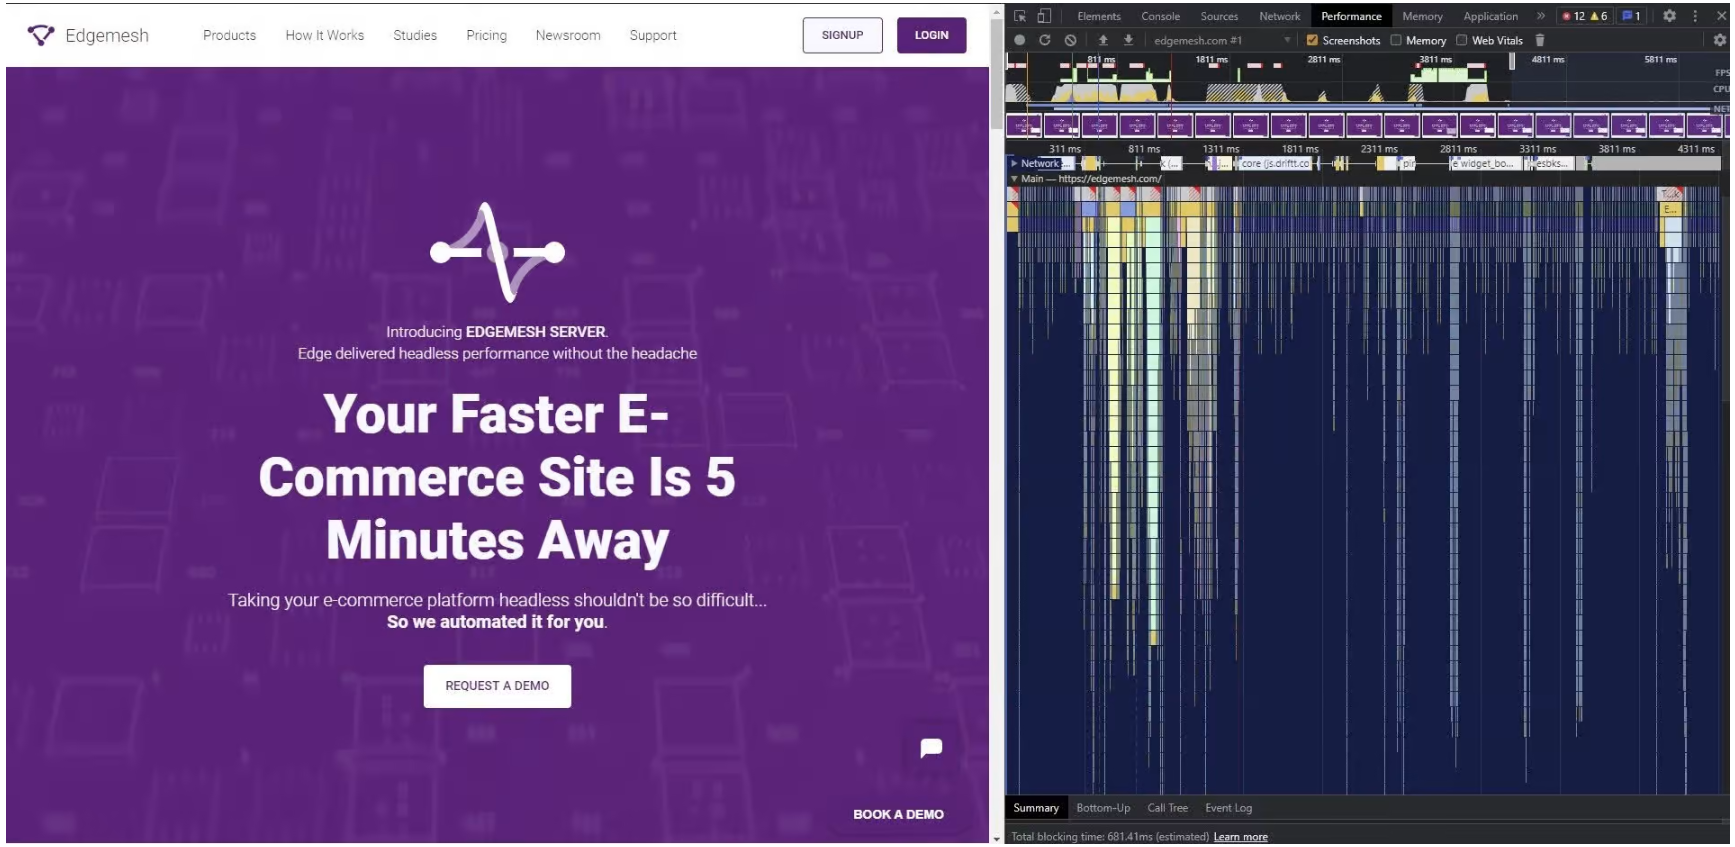 Edgemesh
Products How It Works Studies Pricing Newsroom Support
SIGNUP LOGIN
Introducing EDGEMESH SERVER.
Edge delivered headless performance without the headache
Your Faster E-
Commerce Site Is 5
Minutes Away
Taking your e-commerce platform headless shouldn't be so difficult...
So we automated it for you.
REQUEST A DEMO
BOOK A DEMO
Elements Console Sources Network Performance Memory Application » 12 6 1
edgemesh.com #1 Screenshots Memory Web Vitals
811 ms 1811 ms 2811 ms 3811 ms 4811 ms 5811 ms
FPS
CPU
NET
311 ms 811 ms 1311 ms 1811 ms 2311 ms 2811 ms 3311 ms 3811 ms 4311 ms
Network ... k (... core (js.driftt.co e widget_bo... esbks...
Main — https://edgemesh.com/
T...k
E...
Summary Bottom-Up Call Tree Event Log
Total blocking time: 681.41ms (estimated) Learn more